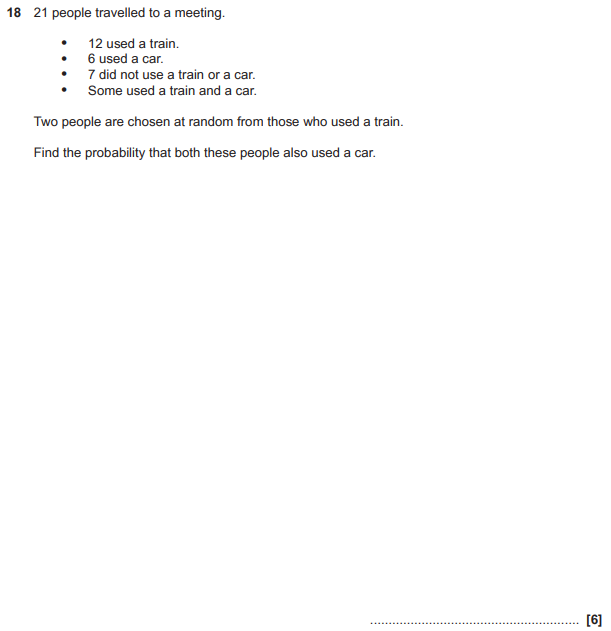 18 21 people travelled to a meeting.
• 12 used a train.
• 6 used a car.
• 7 did not use a train or a car.
• Some used a train and a car.
Two people are chosen at random from those who used a train.
Find the probability that both these people also used a car.
.......................................................... [6]